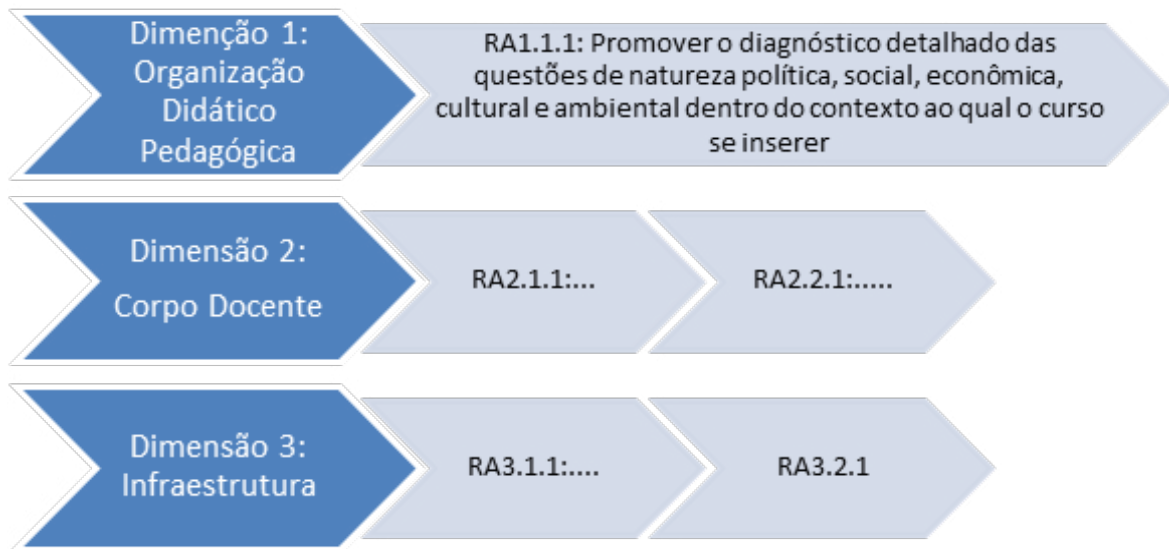 Dimenção 1:
Organização
Didático
Pedagógica
RA1.1.1: Promover o diagnóstico detalhado das
questões de natureza política, social, econômica,
cultural e ambiental dentro do contexto ao qual o curso
se inserer
Dimensão 2:
Corpo Docente
RA2.1.1:...
RA2.2.1:.....
Dimensão 3:
Infraestrutura
RA3.1.1:....
RA3.2.1